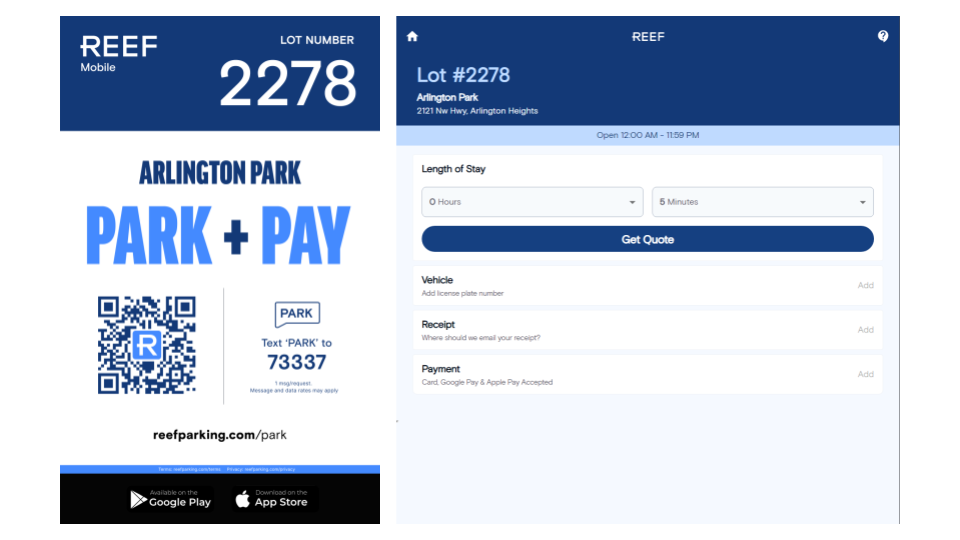 REEF
Mobile
LOT NUMBER
2278
ARLINGTON PARK
PARK + PAY
R
PARK
Text ‘PARK’ to
73337
1 msg/request.
Message and data rates may apply
reefparking.com/park
Terms: reefparking.com/terms Privacy: reefparking.com/privacy
Available on the
Google Play
Download on the
App Store
REEF
Lot #2278
Arlington Park
2121 Nw Hwy, Arlington Heights
Open 12:00 AM - 11:59 PM
Length of Stay
0 Hours
5 Minutes
Get Quote
Vehicle
Add license plate number
Add
Receipt
Where should we email your receipt?
Add
Payment
Card, Google Pay & Apple Pay Accepted
Add